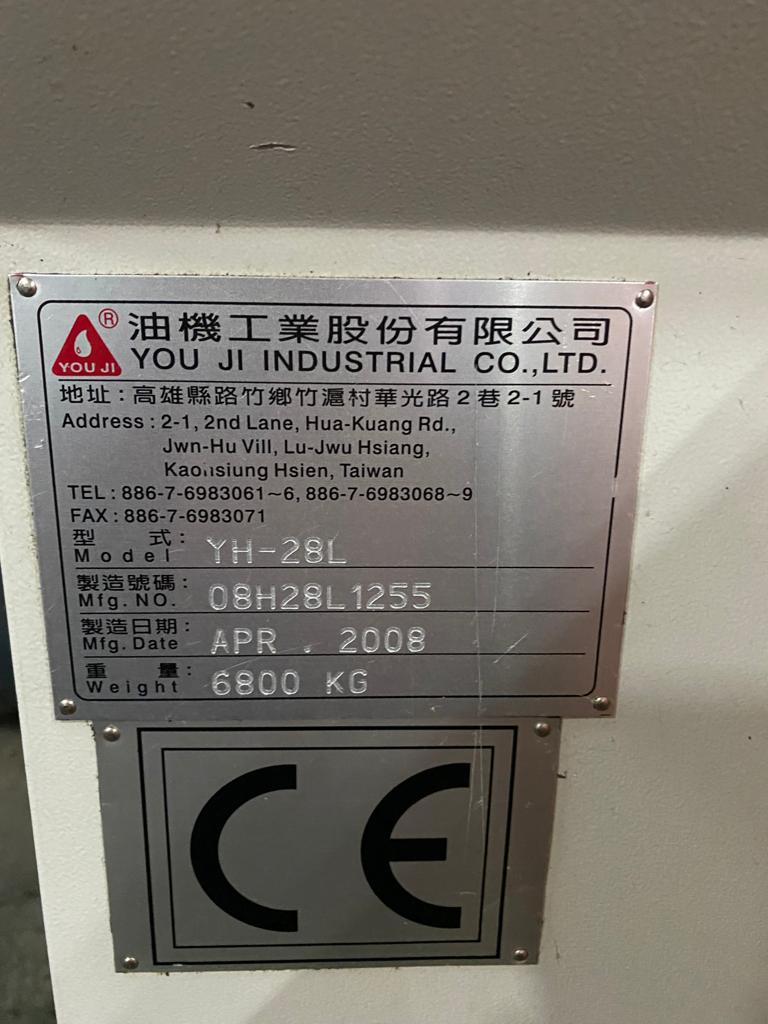 YOU JI
®
油機工業股份有限公司
YOU JI INDUSTRIAL CO.,LTD.
地址：高雄縣路竹鄉竹滬村華光路2巷2-1號
Address : 2-1, 2nd Lane, Hua-Kuang Rd.,
Jwn-Hu Vill, Lu-Jwu Hsiang,
Kaohsiung Hsien, Taiwan
TEL : 886-7-6983061~6, 886-7-6983068~9
FAX : 886-7-6983071
型 式：
Model YH-28L
製造號碼：
Mfg. NO. 08H28L1255
製造日期：
Mfg. Date APR . 2008
重 量：
Weight 6800 KG
CE